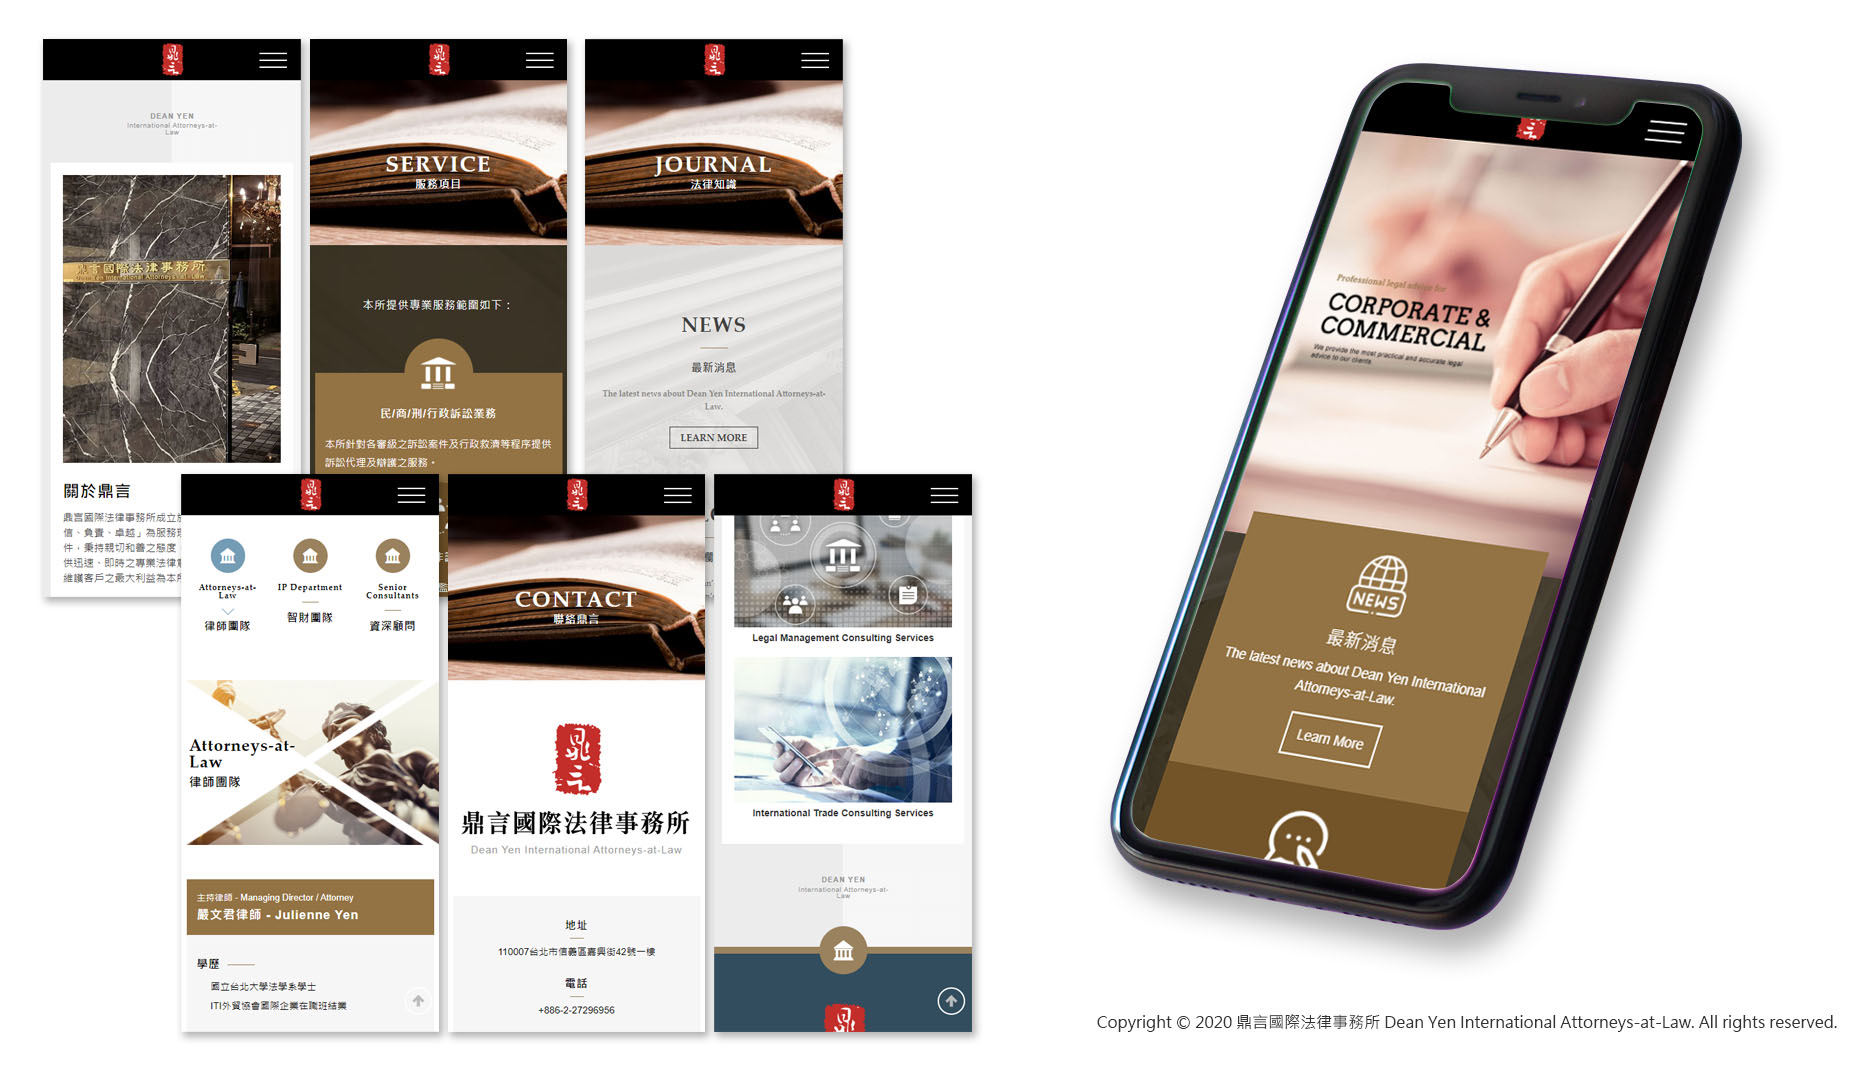 DEAN YEN
International Attorneys-at-
Law
鼎言國際法律事務所
Dean Yen International Attorneys-at-Law
關於鼎言
鼎言國際法律事務所成立於
信、負責、卓越」為服務理
件，秉持親切和善之態度，
供迅速、即時之專業法律意
維護客戶之最大利益為本所
SERVICE
服務項目
本所提供專業服務範圍如下：
民/商/刑/行政訴訟業務
本所針對各審級之訴訟案件及行政救濟等程序提供
訴訟代理及辯護之服務。
JOURNAL
法律知識
NEWS
最新消息
The latest news about Dean Yen International Attorneys-at-
Law.
LEARN MORE
Attorneys-at-
Law
律師團隊
IP Department
智財團隊
Senior
Consultants
資深顧問
Attorneys-at-
Law
律師團隊
主持律師 - Managing Director / Attorney
嚴文君律師 - Julienne Yen
學歷
國立台北大學法學系學士
ITI外貿協會國際企業在職班結業
CONTACT
聯絡鼎言
鼎言
鼎言國際法律事務所
Dean Yen International Attorneys-at-Law
地址
110007台北市信義區嘉興街42號一樓
電話
+886-2-27296956
Legal Management Consulting Services
International Trade Consulting Services
DEAN YEN
International Attorneys-at-
Law
Professional legal advice for
CORPORATE &
COMMERCIAL
We provide the most practical and accurate legal
advice to our clients.
NEWS
最新消息
The latest news about Dean Yen International
Attorneys-at-Law.
Learn More
Copyright © 2020 鼎言國際法律事務所 Dean Yen International Attorneys-at-Law. All rights reserved.